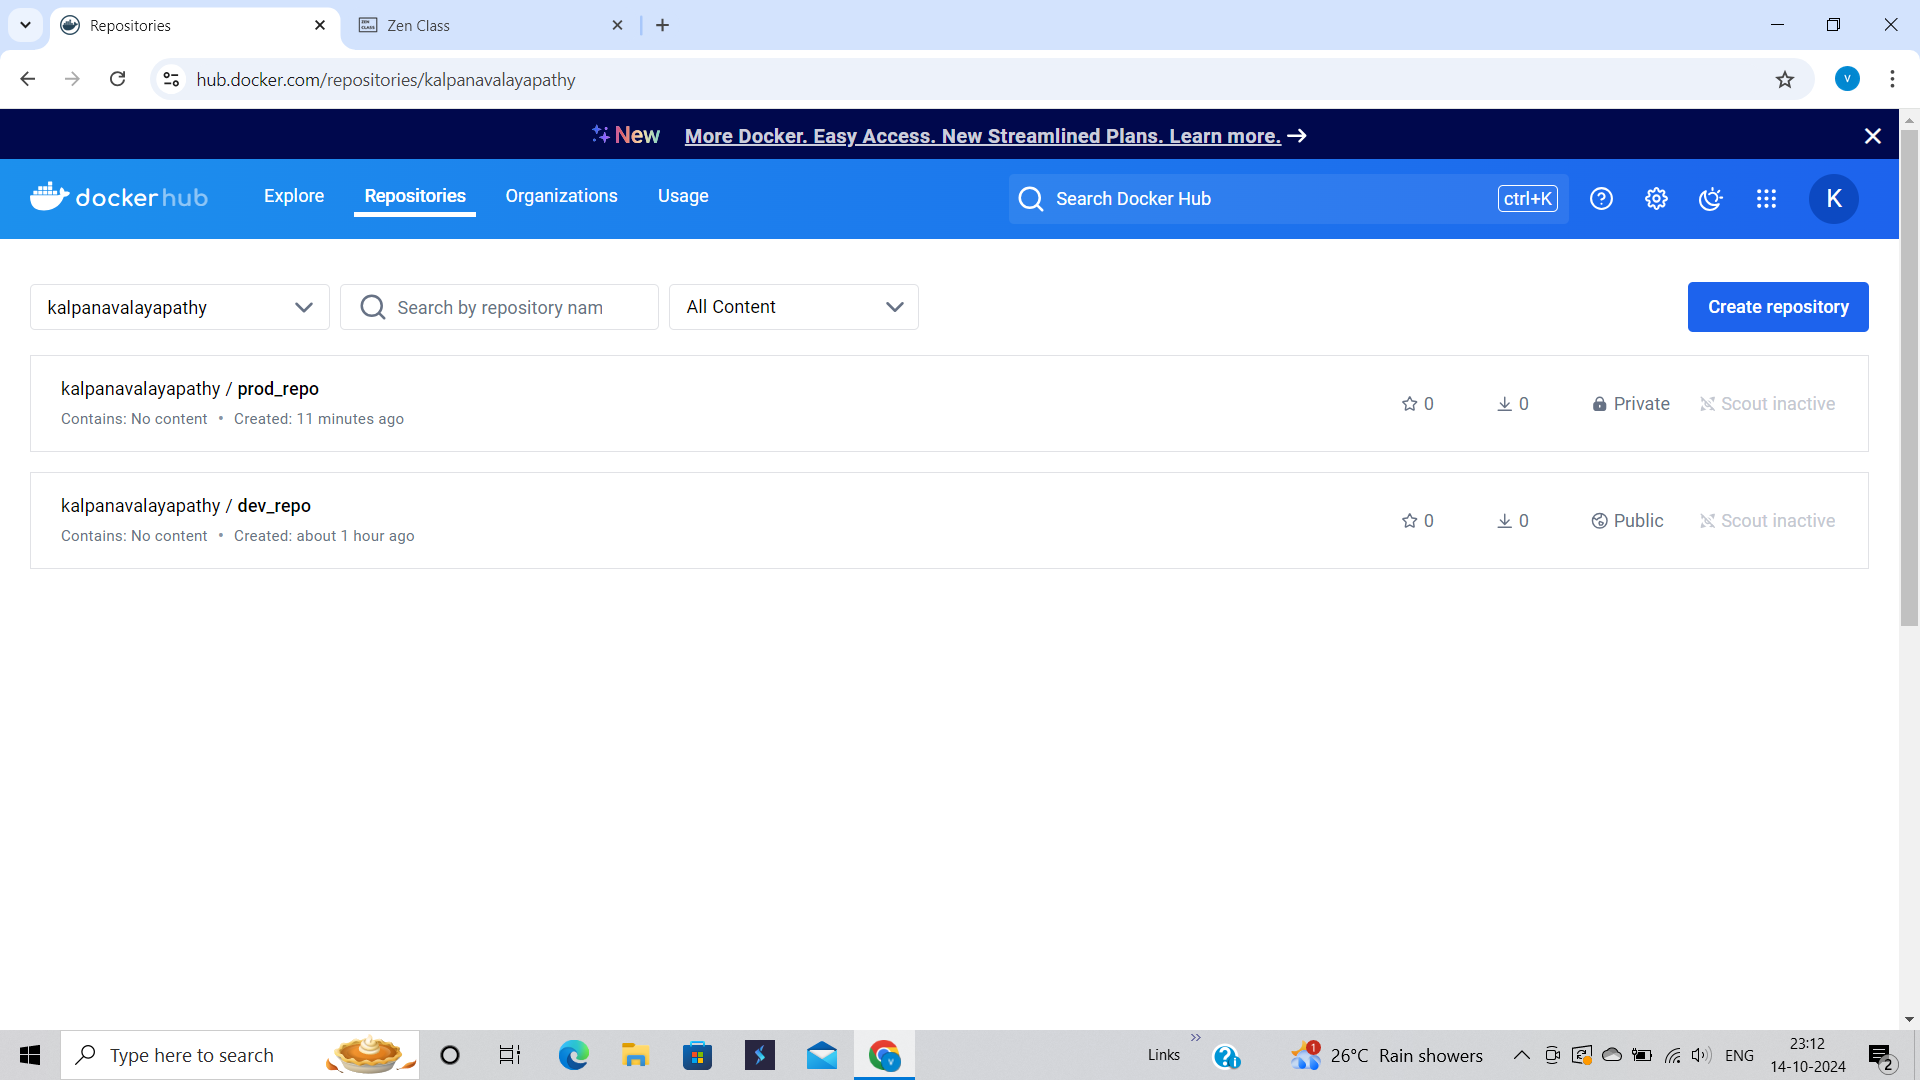 Repositories
Zen Class
hub.docker.com/repositories/kalpanavalayapathy
V
New More Docker. Easy Access. New Streamlined Plans. Learn more.
docker hub Explore Repositories Organizations Usage Search Docker Hub ctrl+K K
kalpanavalayapathy Search by repository nam All Content Create repository
kalpanavalayapathy / prod_repo
Contains: No content • Created: 11 minutes ago
0 0 Private Scout inactive
kalpanavalayapathy / dev_repo
Contains: No content • Created: about 1 hour ago
0 0 Public Scout inactive
Type here to search Links 1 26°C Rain showers ENG
23:12
14-10-2024
2